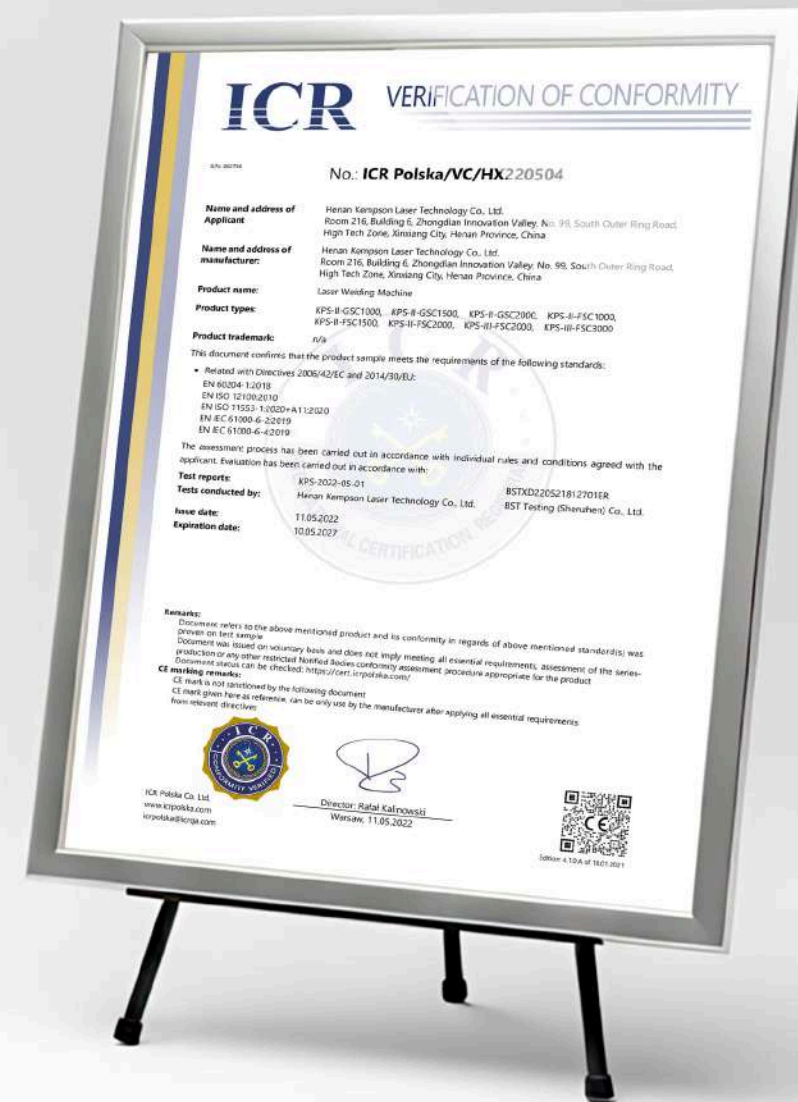 ICR VERIFICATION OF CONFORMITY
No.: ICR Polska/VC/HX220504
Name and address of Applicant
Henan Kempson Laser Technology Co., Ltd.
Room 216, Building 6, Zhongdian Innovation Valley, No. 99, South Outer Ring Road,
High Tech Zone, Xinxiang City, Henan Province, China
Name and address of manufacturer:
Henan Kempson Laser Technology Co., Ltd.
Room 216, Building 6, Zhongdian Innovation Valley, No. 99, South Outer Ring Road,
High Tech Zone, Xinxiang City, Henan Province, China
Product name: Laser Welding Machine
Product types: KPS-II-GSC1000, KPS-II-GSC1500, KPS-II-GSC2000, KPS-II-FSC1000,
KPS-II-FSC1500, KPS-II-FSC2000, KPS-III-FSC2000, KPS-III-FSC3000
Product trademark: n/a
This document confirms that the product sample meets the requirements of the following standards:
• Related with Directives 2006/42/EC and 2014/30/EU:
EN 60204-1:2018
EN ISO 12100:2010
EN ISO 11553-1:2020+A11:2020
EN IEC 61000-6-2:2019
EN IEC 61000-6-4:2019
The assessment process has been carried out in accordance with individual rules and conditions agreed with the
applicant. Evaluation has been carried out in accordance with:
Test reports: KPS-2022-05-01 BSTXD220521812701ER
Tests conducted by: Henan Kempson Laser Technology Co., Ltd. BST Testing (Shenzhen) Co., Ltd.
Issue date: 11.05.2022
Expiration date: 10.05.2027
Remarks:
Document refers to the above mentioned product and its conformity in regards of above mentioned standard(s) was
proven on test sample
Document was issued on voluntary basis and does not imply meeting all essential requirements, assessment of the series-
production or any other restricted Notified Bodies conformity assessment procedure appropriate for the product
Document status can be checked: https://cert.icrpolska.com/
CE marking remarks:
CE mark is not sanctioned by the following document
CE mark given here as reference, can be only use by the manufacturer after applying all essential requirements
from relevant directives
ICR
CONFORMITY VERIFIED
ICR Polska Co. Ltd.
www.icrpolska.com
icrpolska@icrqa.com
Director: Rafał Kalinowski
Warsaw, 11.05.2022
CE
Edition 4.1.0A of 18.01.2021